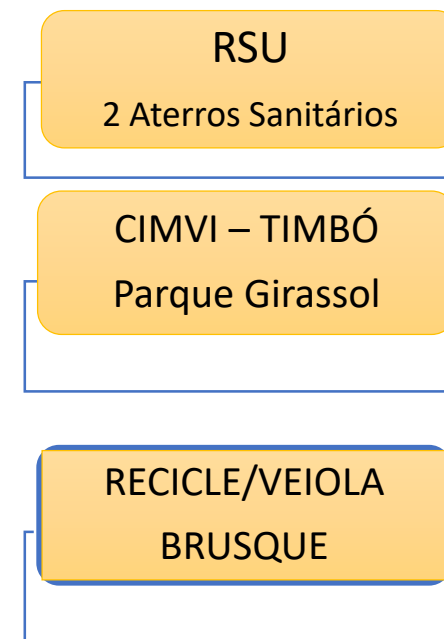 RSU
2 Aterros Sanitários
CIMVI – TIMBÓ
Parque Girassol
RECICLE/VEIOLA
BRUSQUE